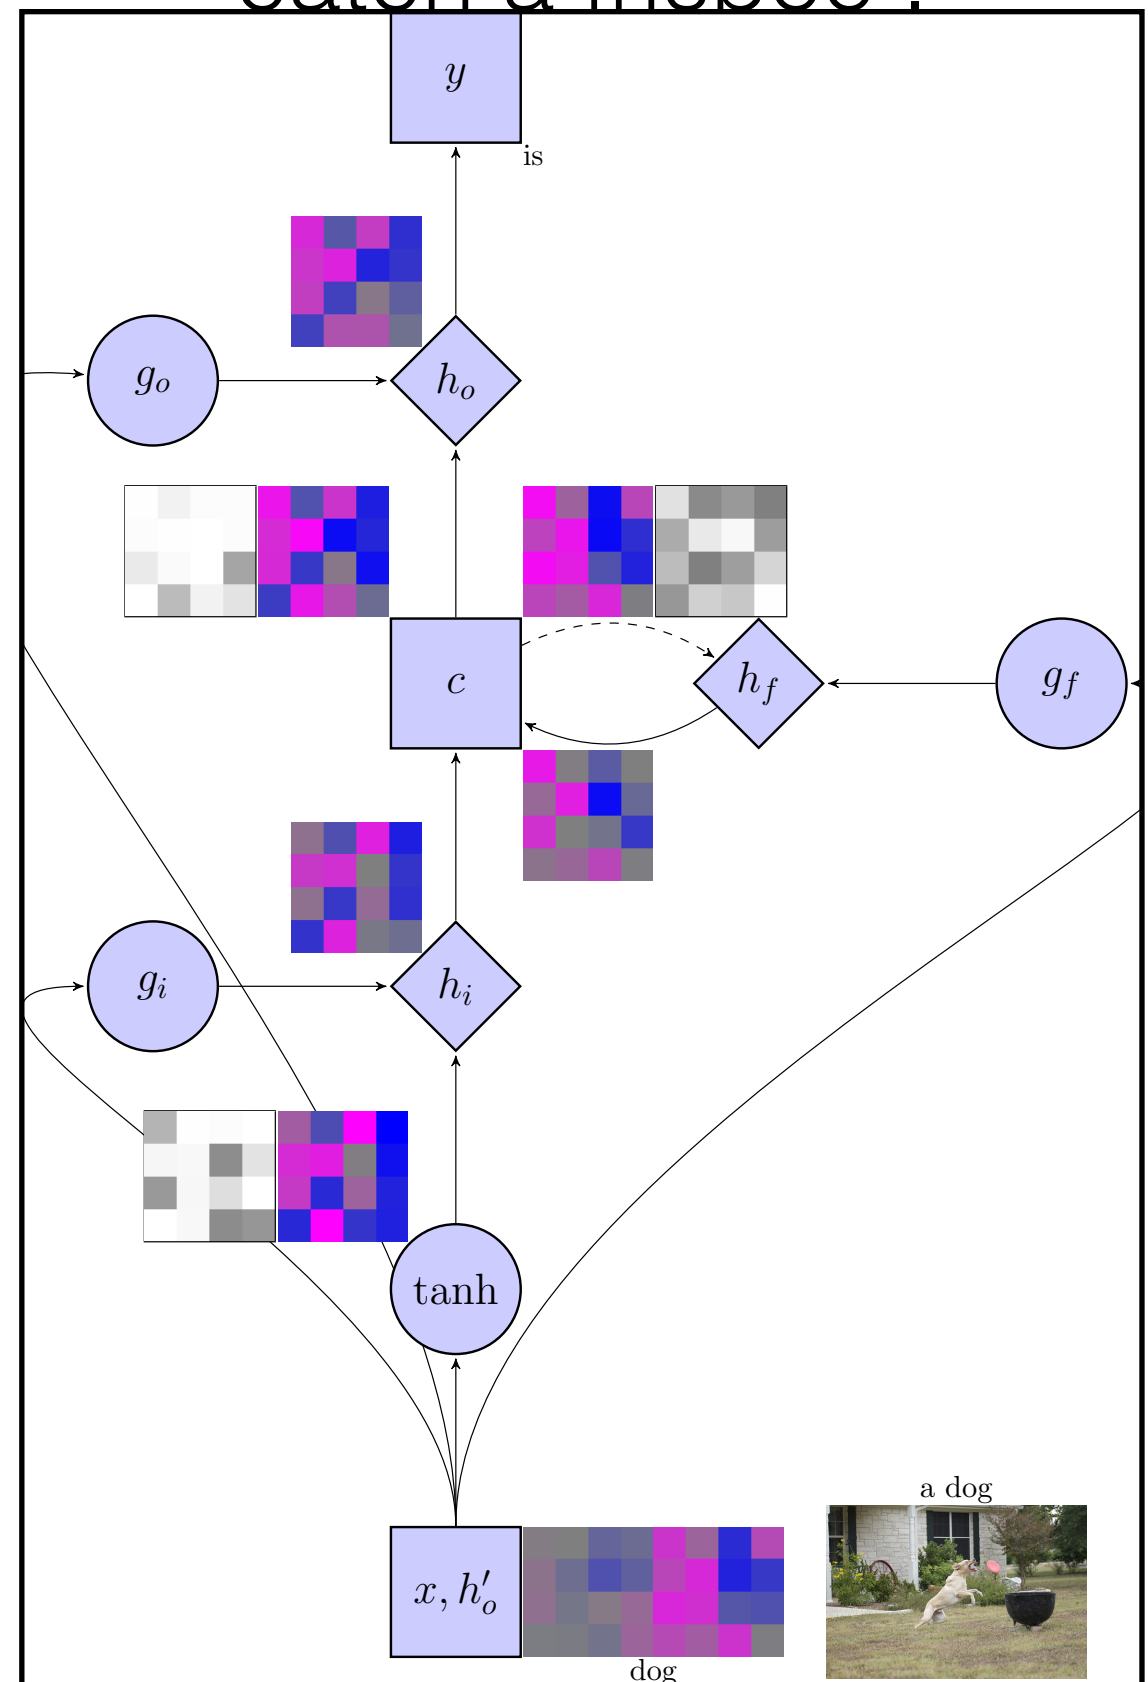 y
is
g_o
h_o
c
h_f
g_f
g_i
h_i
tanh
a dog
x, h'_o
dog